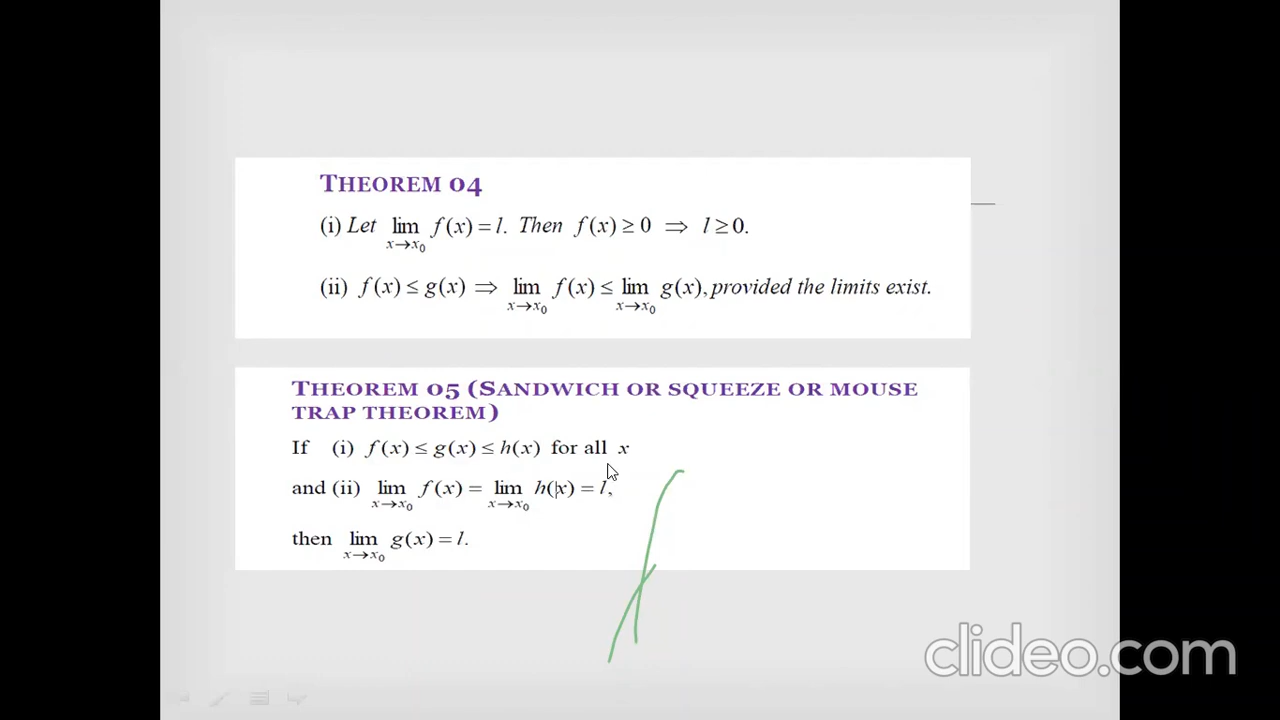 THEOREM 04
(i) Let lim f(x) = l. Then f(x) ≥ 0 ⇒ l ≥ 0.
x→x₀
(ii) f(x) ≤ g(x) ⇒ lim f(x) ≤ lim g(x), provided the limits exist.
x→x₀ x→x₀
THEOREM 05 (SANDWICH OR SQUEEZE OR MOUSE
TRAP THEOREM)
If (i) f(x) ≤ g(x) ≤ h(x) for all x
and (ii) lim f(x) = lim h(x) = l,
x→x₀ x→x₀
then lim g(x) = l.
x→x₀
clideo.com